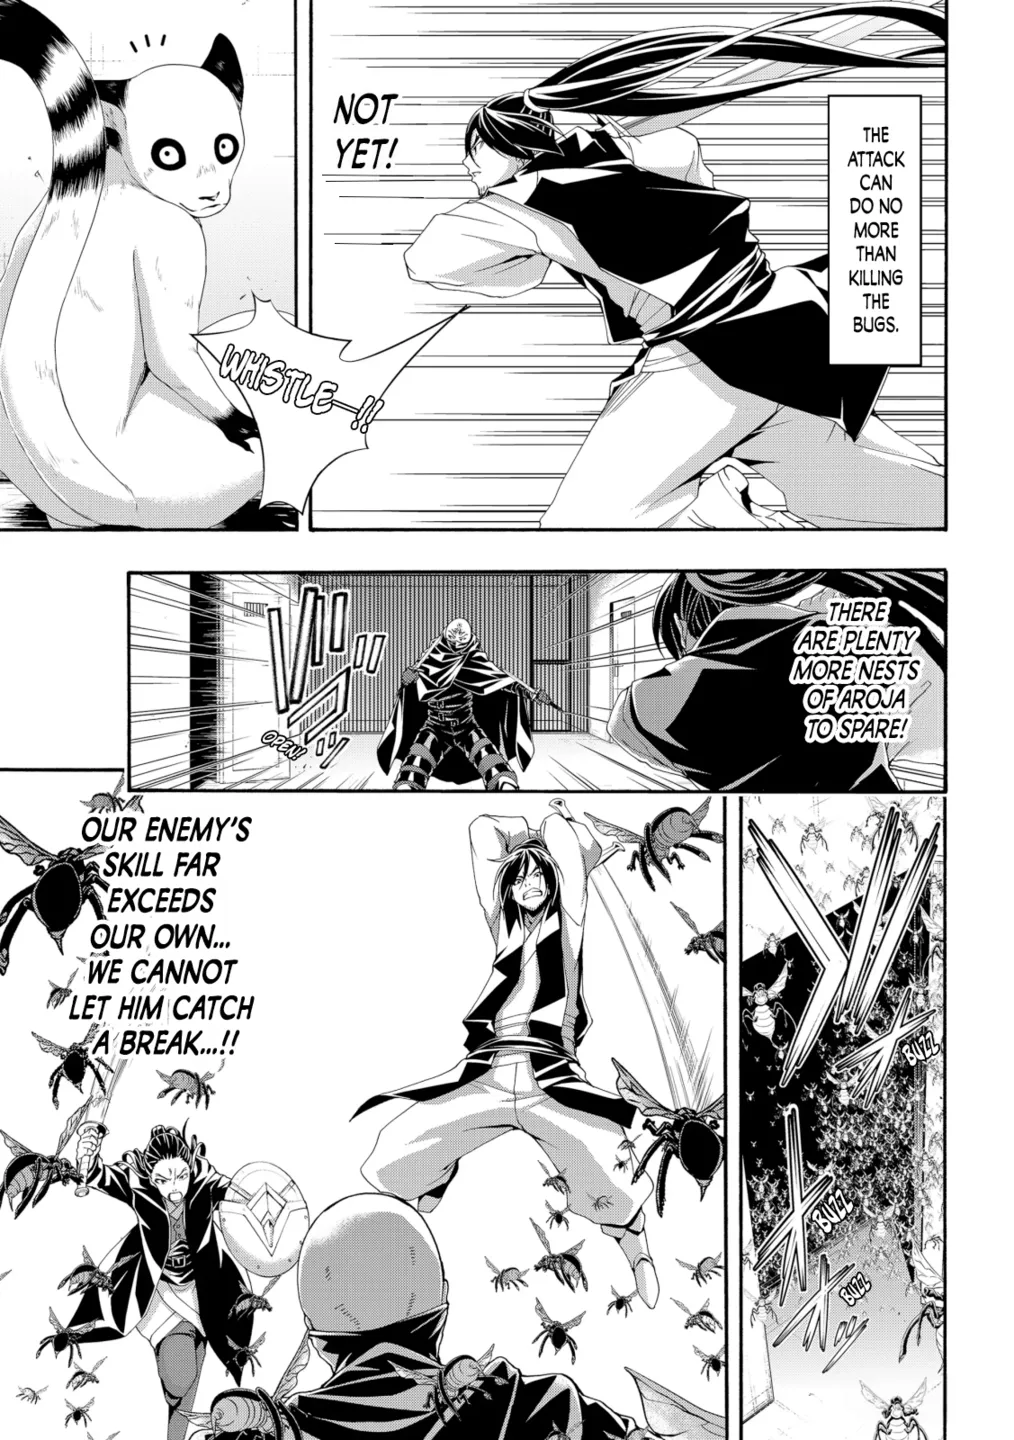 THE
ATTACK
CAN
DO NO
MORE
THAN
KILLING
THE
BUGS.
NOT
YET!
WHISTLE—!!
THERE
ARE PLENTY
MORE NESTS
OF AROJA
TO SPARE!
OPEN!
BUZZ
BUZZ
BUZZ
OUR ENEMY'S
SKILL FAR
EXCEEDS
OUR OWN...
WE CANNOT
LET HIM CATCH
A BREAK...!!